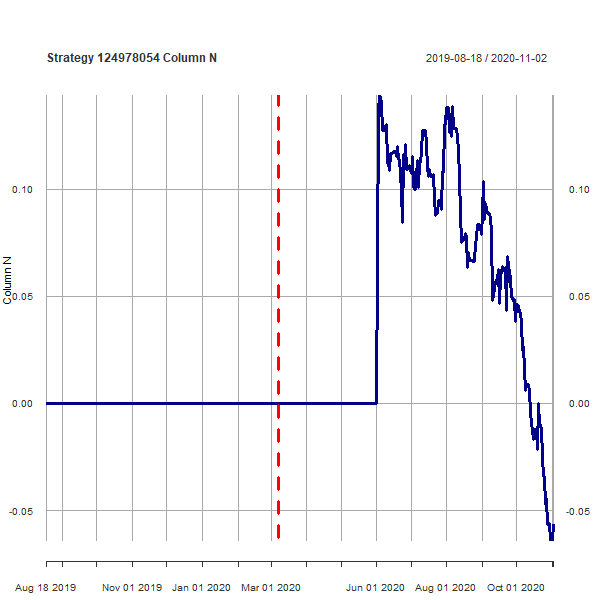 Strategy 124978054 Column N
2019-08-18 / 2020-11-02
0.10
0.10
Column N
0.05
0.05
0.00
0.00
-0.05
-0.05
Aug 18 2019
Nov 01 2019
Jan 01 2020
Mar 01 2020
Jun 01 2020
Aug 01 2020
Oct 01 2020